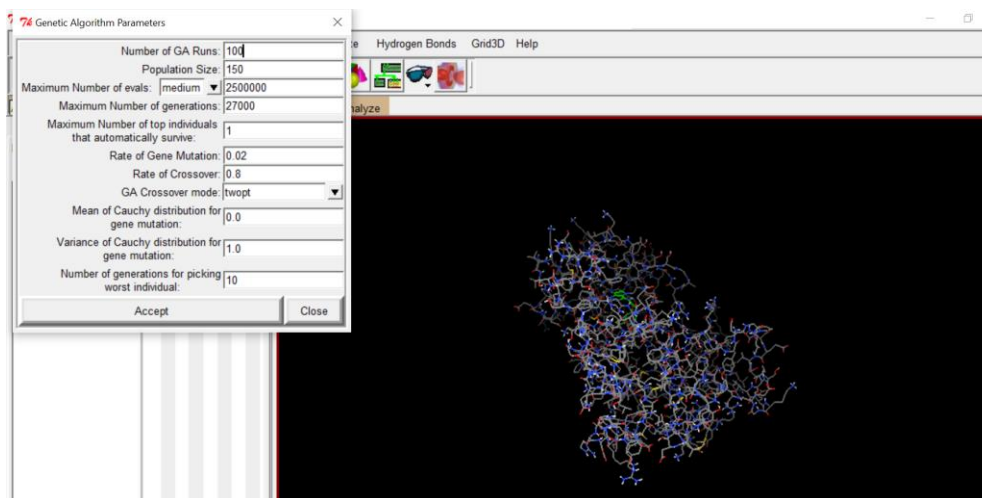 Genetic Algorithm Parameters
Number of GA Runs: 100
Population Size: 150
Maximum Number of evals: medium 2500000
Maximum Number of generations: 27000
Maximum Number of top individuals
that automatically survive: 1
Rate of Gene Mutation: 0.02
Rate of Crossover: 0.8
GA Crossover mode: twopt
Mean of Cauchy distribution for
gene mutation: 0.0
Variance of Cauchy distribution for
gene mutation: 1.0
Number of generations for picking
worst individual: 10
Accept Close
Hydrogen Bonds Grid3D Help